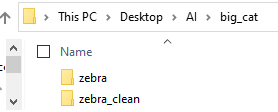 This PC > Desktop > AI > big_cat
Name
zebra
zebra_clean